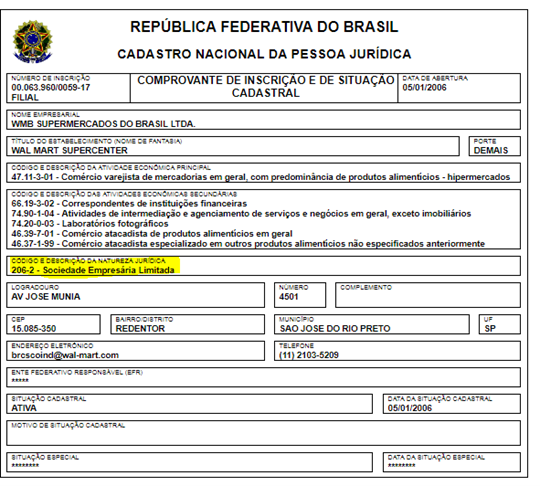 REPÚBLICA FEDERATIVA DO BRASIL
CADASTRO NACIONAL DA PESSOA JURÍDICA
NÚMERO DE INSCRIÇÃO
00.063.960/0059-17
FILIAL
COMPROVANTE DE INSCRIÇÃO E DE SITUAÇÃO
CADASTRAL
DATA DE ABERTURA
05/01/2006
NOME EMPRESARIAL
WMB SUPERMERCADOS DO BRASIL LTDA.
TÍTULO DO ESTABELECIMENTO (NOME DE FANTASIA)
WAL MART SUPERCENTER
PORTE
DEMAIS
CÓDIGO E DESCRIÇÃO DA ATIVIDADE ECONÔMICA PRINCIPAL
47.11-3-01 - Comércio varejista de mercadorias em geral, com predominância de produtos alimentícios - hipermercados
CÓDIGO E DESCRIÇÃO DAS ATIVIDADES ECONÔMICAS SECUNDÁRIAS
66.19-3-02 - Correspondentes de instituições financeiras
74.90-1-04 - Atividades de intermediação e agenciamento de serviços e negócios em geral, exceto imobiliários
74.20-0-03 - Laboratórios fotográficos
46.39-7-01 - Comércio atacadista de produtos alimentícios em geral
46.37-1-99 - Comércio atacadista especializado em outros produtos alimentícios não especificados anteriormente
CÓDIGO E DESCRIÇÃO DA NATUREZA JURÍDICA
206-2 - Sociedade Empresária Limitada
LOGRADOURO
AV JOSE MUNIA
NÚMERO
4501
COMPLEMENTO
CEP
15.085-350
BAIRRO/DISTRITO
REDENTOR
MUNICÍPIO
SAO JOSE DO RIO PRETO
UF
SP
ENDEREÇO ELETRÔNICO
brcscoind@wal-mart.com
TELEFONE
(11) 2103-5209
ENTE FEDERATIVO RESPONSÁVEL (EFR)
*****
SITUAÇÃO CADASTRAL
ATIVA
DATA DA SITUAÇÃO CADASTRAL
05/01/2006
MOTIVO DE SITUAÇÃO CADASTRAL
SITUAÇÃO ESPECIAL
********
DATA DA SITUAÇÃO ESPECIAL
********